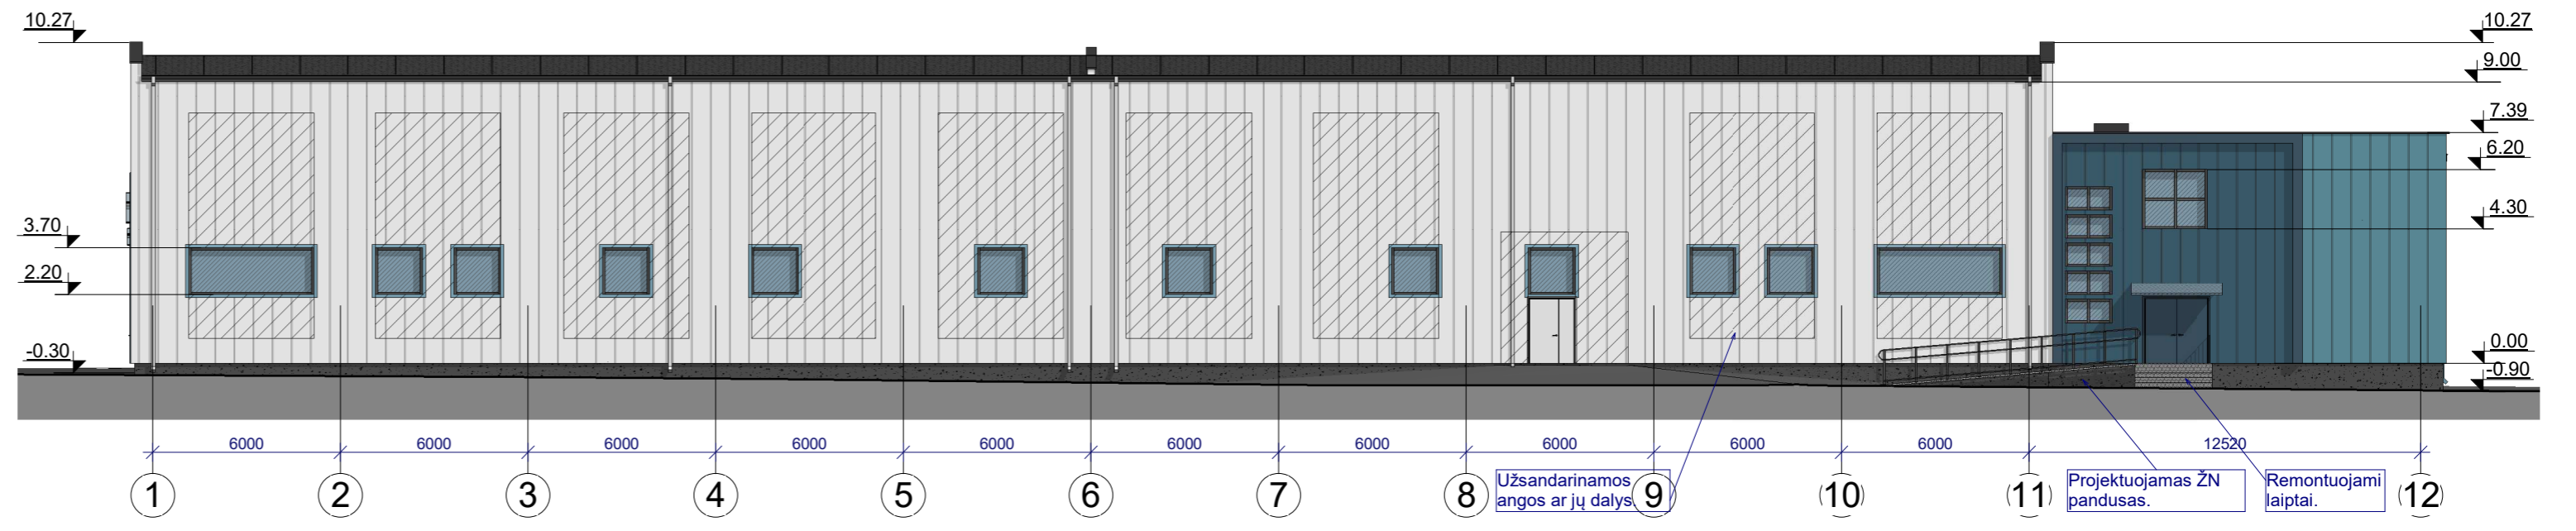 10.27
10.27
9.00
7.39
6.20
4.30
3.70
2.20
-0.30
0.00
-0.90
6000 6000 6000 6000 6000 6000 6000 6000 6000 6000 12520
1 2 3 4 5 6 7 8 9 10 11 12
Užsandarinamos
angos ar jų dalys.
Projektuojamas ŽN
pandusas.
Remontuojami
laiptai.